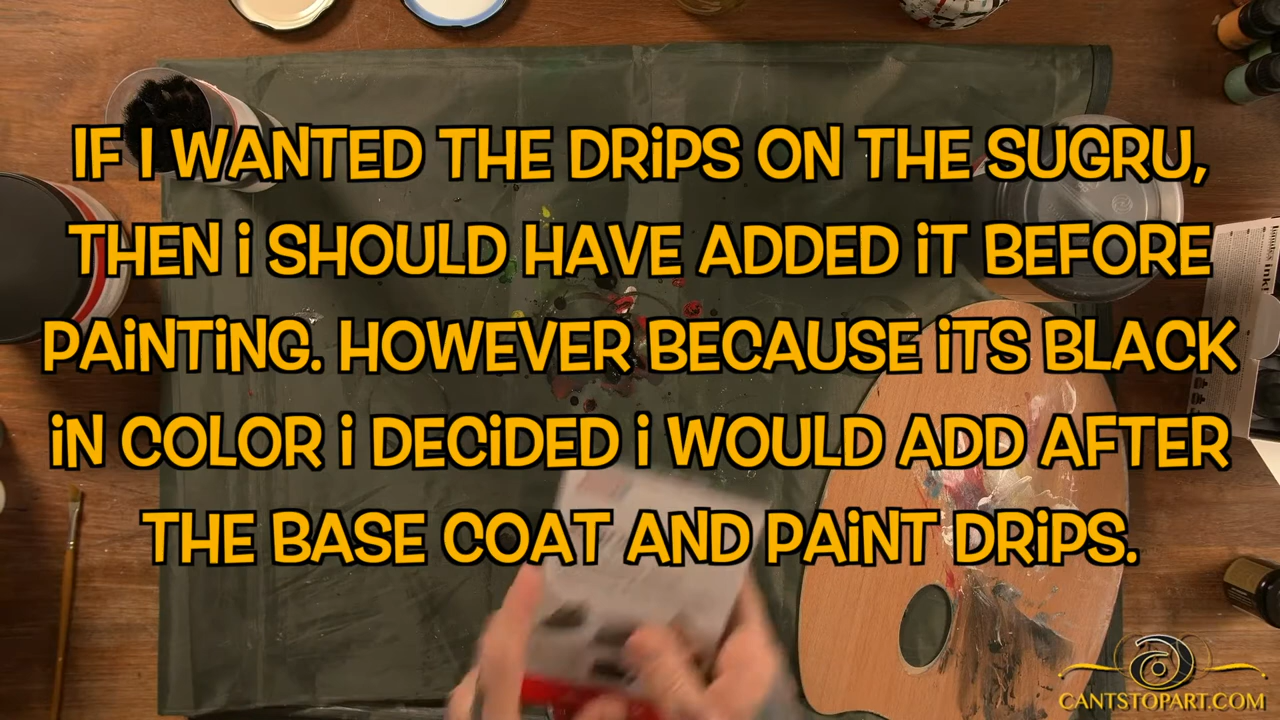 IF I WANTED THE DRiPS ON THE SUGRU,
THEN i SHOULD HAVE ADDED iT BEFORE
PAiNTiNG. HOWEVER BECAUSE iTS BLACK
iN COLOR i DECiDED i WOULD ADD AFTER
THE BASE COAT AND PAiNT DRiPS.
CANTSTOPART.COM